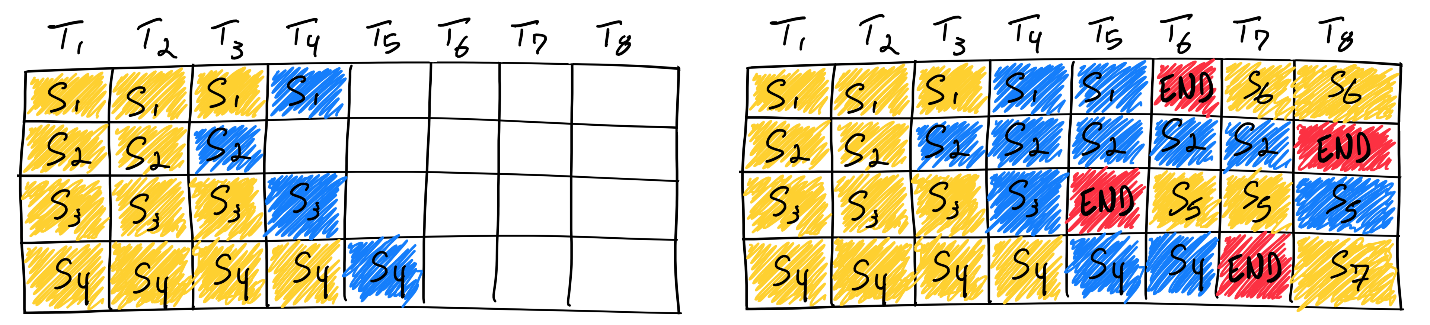 T1 T2 T3 T4 T5 T6 T7 T8
S1 S1 S1 S1
S2 S2 S2
S3 S3 S3 S3
S4 S4 S4 S4 S4
T1 T2 T3 T4 T5 T6 T7 T8
S1 S1 S1 S1 S1 END S6 S6
S2 S2 S2 S2 S2 S2 S2 END
S3 S3 S3 S3 END S5 S5 S5
S4 S4 S4 S4 S4 S4 END S7